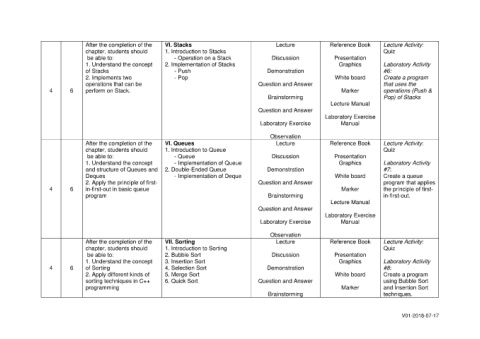 4
6
After the completion of the
chapter, students should
be able to:
1. Understand the concept
of Stacks
2. Implements two
operations that can be
perform on Stack.
VI. Stacks
1. Introduction to Stacks
- Operation on a Stack
2. Implementation of Stacks
- Push
- Pop
Lecture
Discussion
Demonstration
Question and Answer
Brainstorming
Question and Answer
Laboratory Exercise
Observation
Reference Book
Presentation
Graphics
White board
Marker
Lecture Manual
Laboratory Exercise
Manual
Lecture Activity:
Quiz
Laboratory Activity
#6:
Create a program
that uses the
operations (Push &
Pop) of Stacks
4
6
After the completion of the
chapter, students should
be able to:
1. Understand the concept
and structure of Queues and
Deques
2. Apply the principle of first-
in-first-out in basic queue
program
VI. Queues
1. Introduction to Queue
- Queue
- Implementation of Queue
2. Double-Ended Queue
- Implementation of Deque
Lecture
Discussion
Demonstration
Question and Answer
Brainstorming
Question and Answer
Laboratory Exercise
Observation
Reference Book
Presentation
Graphics
White board
Marker
Lecture Manual
Laboratory Exercise
Manual
Lecture Activity:
Quiz
Laboratory Activity
#7:
Create a queue
program that applies
the principle of first-
in-first-out.
4
6
After the completion of the
chapter, students should
be able to:
1. Understand the concept
of Sorting
2. Apply different kinds of
sorting techniques in C++
programming
VII. Sorting
1. Introduction to Sorting
2. Bubble Sort
3. Insertion Sort
4. Selection Sort
5. Merge Sort
6. Quick Sort
Lecture
Discussion
Demonstration
Question and Answer
Brainstorming
Reference Book
Presentation
Graphics
White board
Marker
Lecture Activity:
Quiz
Laboratory Activity
#8:
Create a program
using Bubble Sort
and Insertion Sort
techniques.
V01-2018-07-17